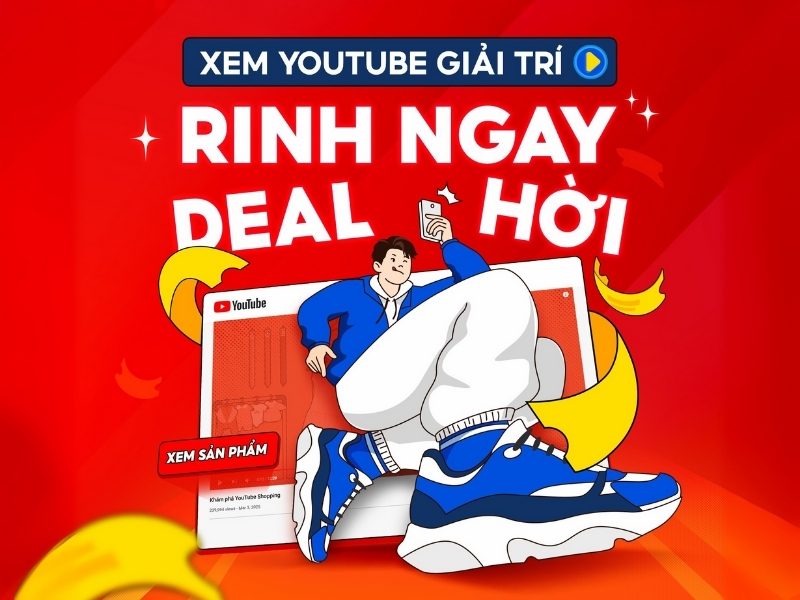 XEM YOUTUBE GIẢI TRÍ
RINH NGAY
DEAL HỜI
YouTube
XEM SẢN PHẨM
Khám phá YouTube Shopping